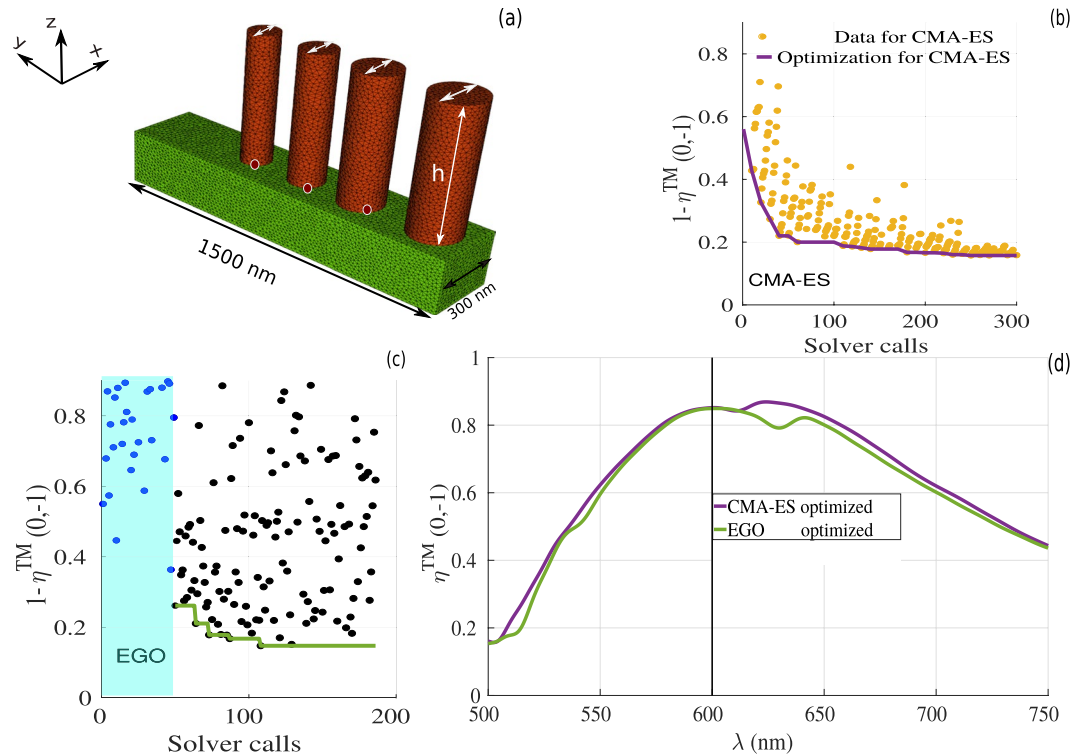 (a)
z
y
x
h
1500 nm
300 nm
(b)
Data for CMA-ES
Optimization for CMA-ES
0.8
0.6
0.4
0.2
0
1- η^TM (0,-1)
CMA-ES
0 100 200 300
Solver calls
(c)
0.8
0.6
0.4
0.2
0
1- η^TM (0,-1)
EGO
0 100 200
Solver calls
(d)
1
0.8
0.6
0.4
0.2
0
η^TM (0,-1)
CMA-ES optimized
EGO optimized
500 550 600 650 700 750
λ (nm)